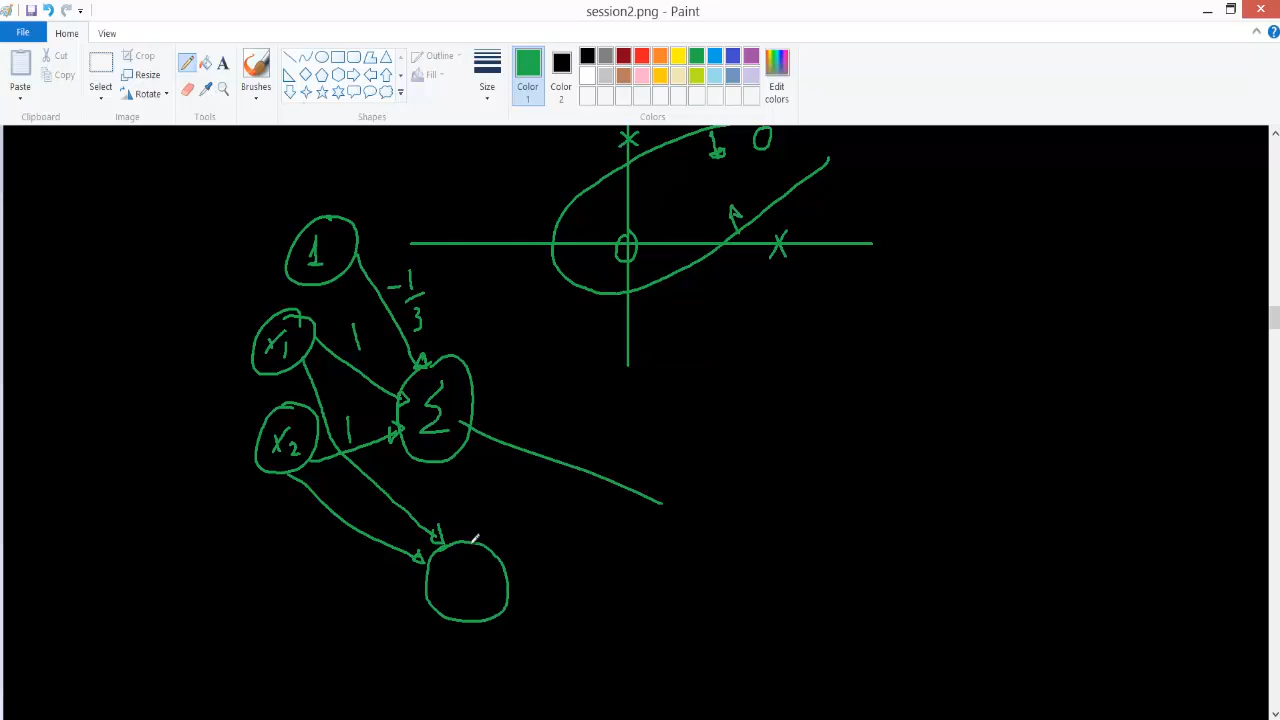 session2.png - Paint
File
Home
View
Paste
Cut
Copy
Clipboard
Select
Crop
Resize
Rotate
Image
A
Tools
Brushes
Shapes
Outline
Fill
Size
Color 1
Color 2
Edit colors
Colors
X
0
1
-1
3
X
0
x1
1
x2
1
Σ